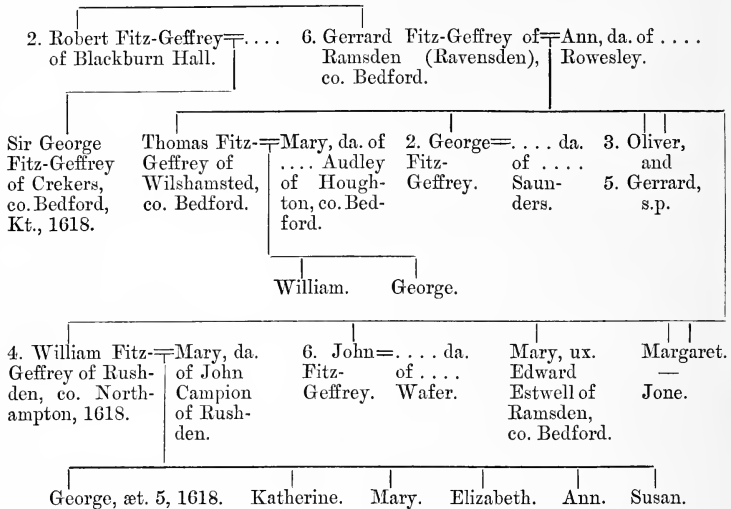 2. Robert Fitz-Geffrey=. . . .
of Blackburn Hall.
6. Gerrard Fitz-Geffrey of=Ann, da. of . . . .
Ramsden (Ravensden), Rowesley.
co. Bedford.
Sir George
Fitz-Geffrey
of Crekers,
co. Bedford,
Kt., 1618.
Thomas Fitz-=Mary, da. of
Geffrey of .... Audley
Wilshamsted, of Hough-
co. Bedford. ton, co. Bed-
ford.
2. George=. . . . da.
Fitz- of . . . .
Geffrey. Saun-
ders.
3. Oliver,
and
5. Gerrard,
s.p.
William. George.
4. William Fitz-=Mary, da.
Geffrey of Rush- of John
den, co. North- Campion
ampton, 1618. of Rush-
den.
6. John=. . . . da.
Fitz- of . . . .
Geffrey. Wafer.
Mary, ux.
Edward
Estwell of
Ramsden,
co. Bedford.
Margaret.
—
Jone.
George, æt. 5, 1618. Katherine. Mary. Elizabeth. Ann. Susan.